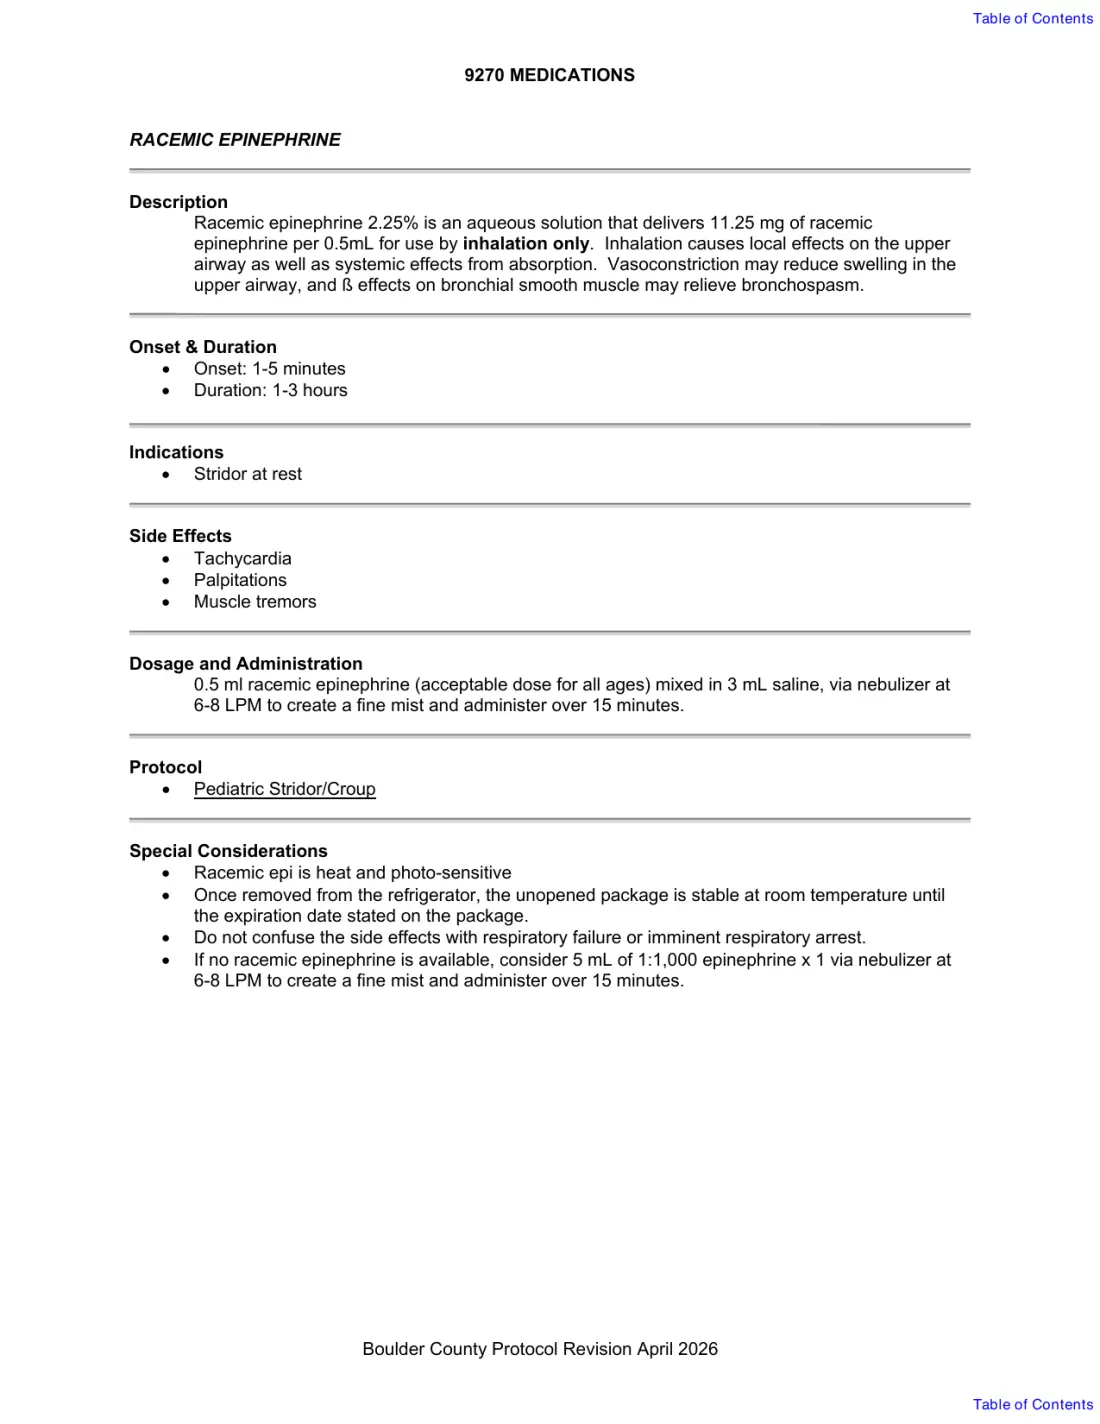 Table of Contents
9270 MEDICATIONS
RACEMIC EPINEPHRINE
Description
Racemic epinephrine 2.25% is an aqueous solution that delivers 11.25 mg of racemic
epinephrine per 0.5mL for use by inhalation only.  Inhalation causes local effects on the upper
airway as well as systemic effects from absorption.  Vasoconstriction may reduce swelling in the
upper airway, and ß effects on bronchial smooth muscle may relieve bronchospasm.
Onset & Duration
• Onset: 1-5 minutes
• Duration: 1-3 hours
Indications
• Stridor at rest
Side Effects
• Tachycardia
• Palpitations
• Muscle tremors
Dosage and Administration
0.5 ml racemic epinephrine (acceptable dose for all ages) mixed in 3 mL saline, via nebulizer at
6-8 LPM to create a fine mist and administer over 15 minutes.
Protocol
• Pediatric Stridor/Croup
Special Considerations
• Racemic epi is heat and photo-sensitive
• Once removed from the refrigerator, the unopened package is stable at room temperature until
the expiration date stated on the package.
• Do not confuse the side effects with respiratory failure or imminent respiratory arrest.
• If no racemic epinephrine is available, consider 5 mL of 1:1,000 epinephrine x 1 via nebulizer at
6-8 LPM to create a fine mist and administer over 15 minutes.
Boulder County Protocol Revision April 2026
Table of Contents